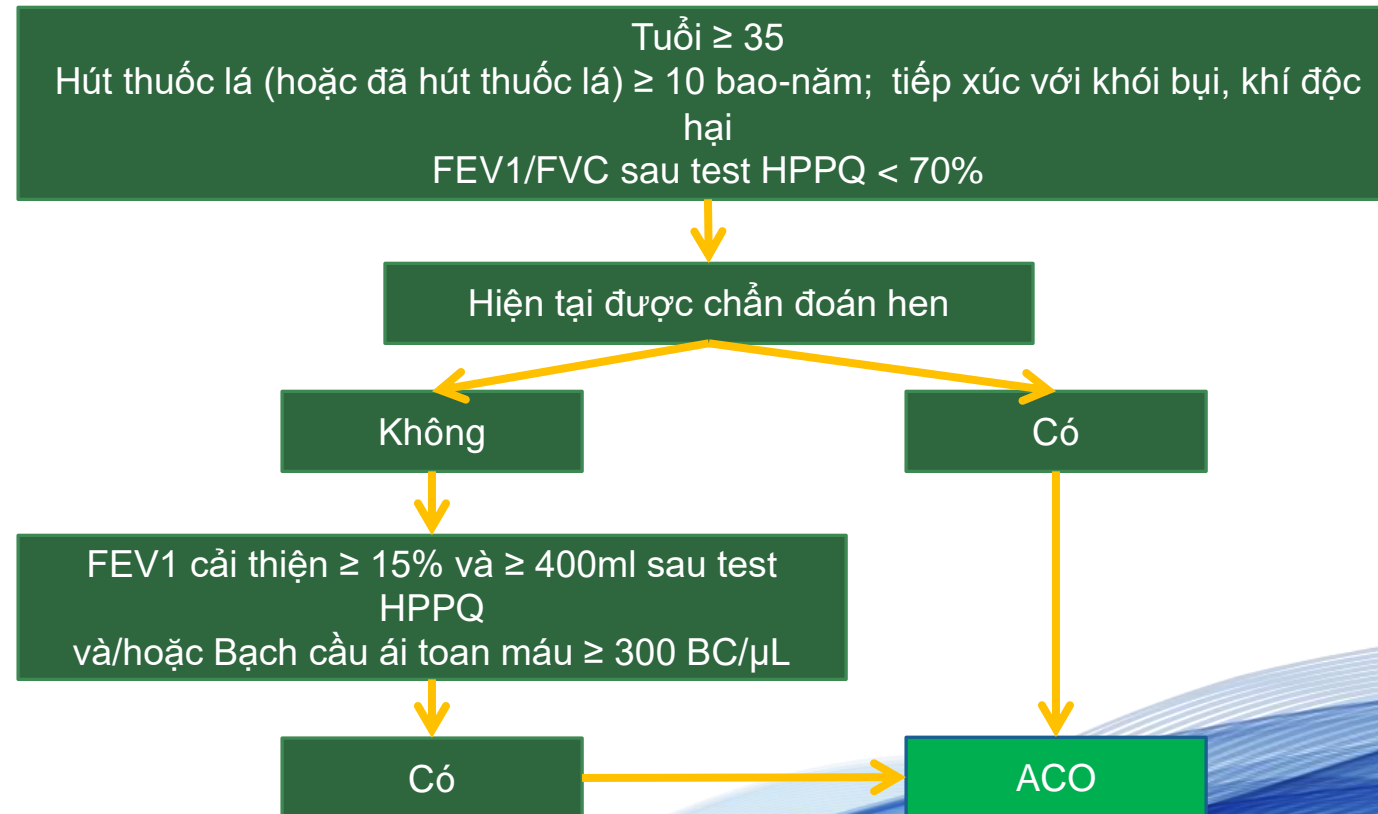 Tuổi ≥ 35
Hút thuốc lá (hoặc đã hút thuốc lá) ≥ 10 bao-năm; tiếp xúc với khói bụi, khí độc
hại
FEV1/FVC sau test HPPQ < 70%
Hiện tại được chẩn đoán hen
Không
Có
FEV1 cải thiện ≥ 15% và ≥ 400ml sau test
HPPQ
và/hoặc Bạch cầu ái toan máu ≥ 300 BC/µL
Có
ACO